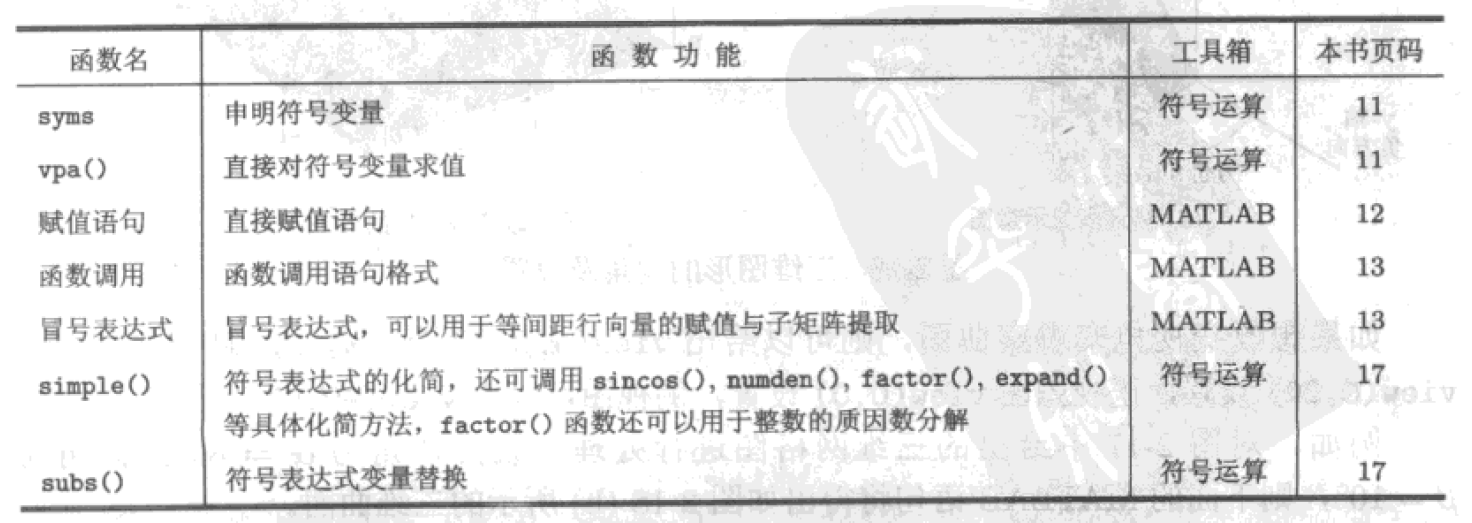 函数名 函数功能 工具箱 本书页码
syms 申明符号变量 符号运算 11
vpa() 直接对符号变量求值 符号运算 11
赋值语句 直接赋值语句 MATLAB 12
函数调用 函数调用语句格式 MATLAB 13
冒号表达式 冒号表达式，可以用于等间距行向量的赋值与子矩阵提取 MATLAB 13
simple() 符号表达式的化简，还可调用 sincos(), numden(), factor(), expand() 符号运算 17
等具体化简方法，factor() 函数还可以用于整数的质因数分解
subs() 符号表达式变量替换 符号运算 17